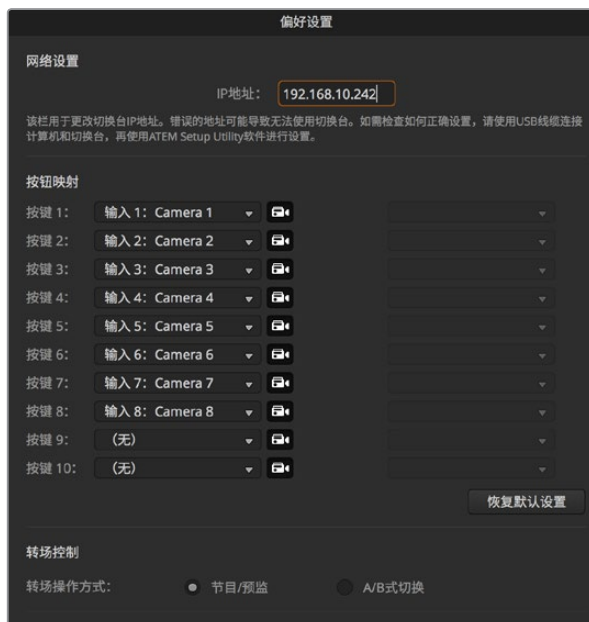 偏好设置
网络设置
IP地址： 192.168.10.242
该栏用于更改切换台IP地址。错误的地址可能导致无法使用切换台。如需检查如何正确设置，请使用USB线缆连接
计算机和切换台，再使用ATEM Setup Utility软件进行设置。
按钮映射
按键 1： 输入 1：Camera 1
按键 2： 输入 2：Camera 2
按键 3： 输入 3：Camera 3
按键 4： 输入 4：Camera 4
按键 5： 输入 5：Camera 5
按键 6： 输入 6：Camera 6
按键 7： 输入 7：Camera 7
按键 8： 输入 8：Camera 8
按键 9： （无）
按键 10： （无）
恢复默认设置
转场控制
转场操作方式： 节目/预监 A/B式切换